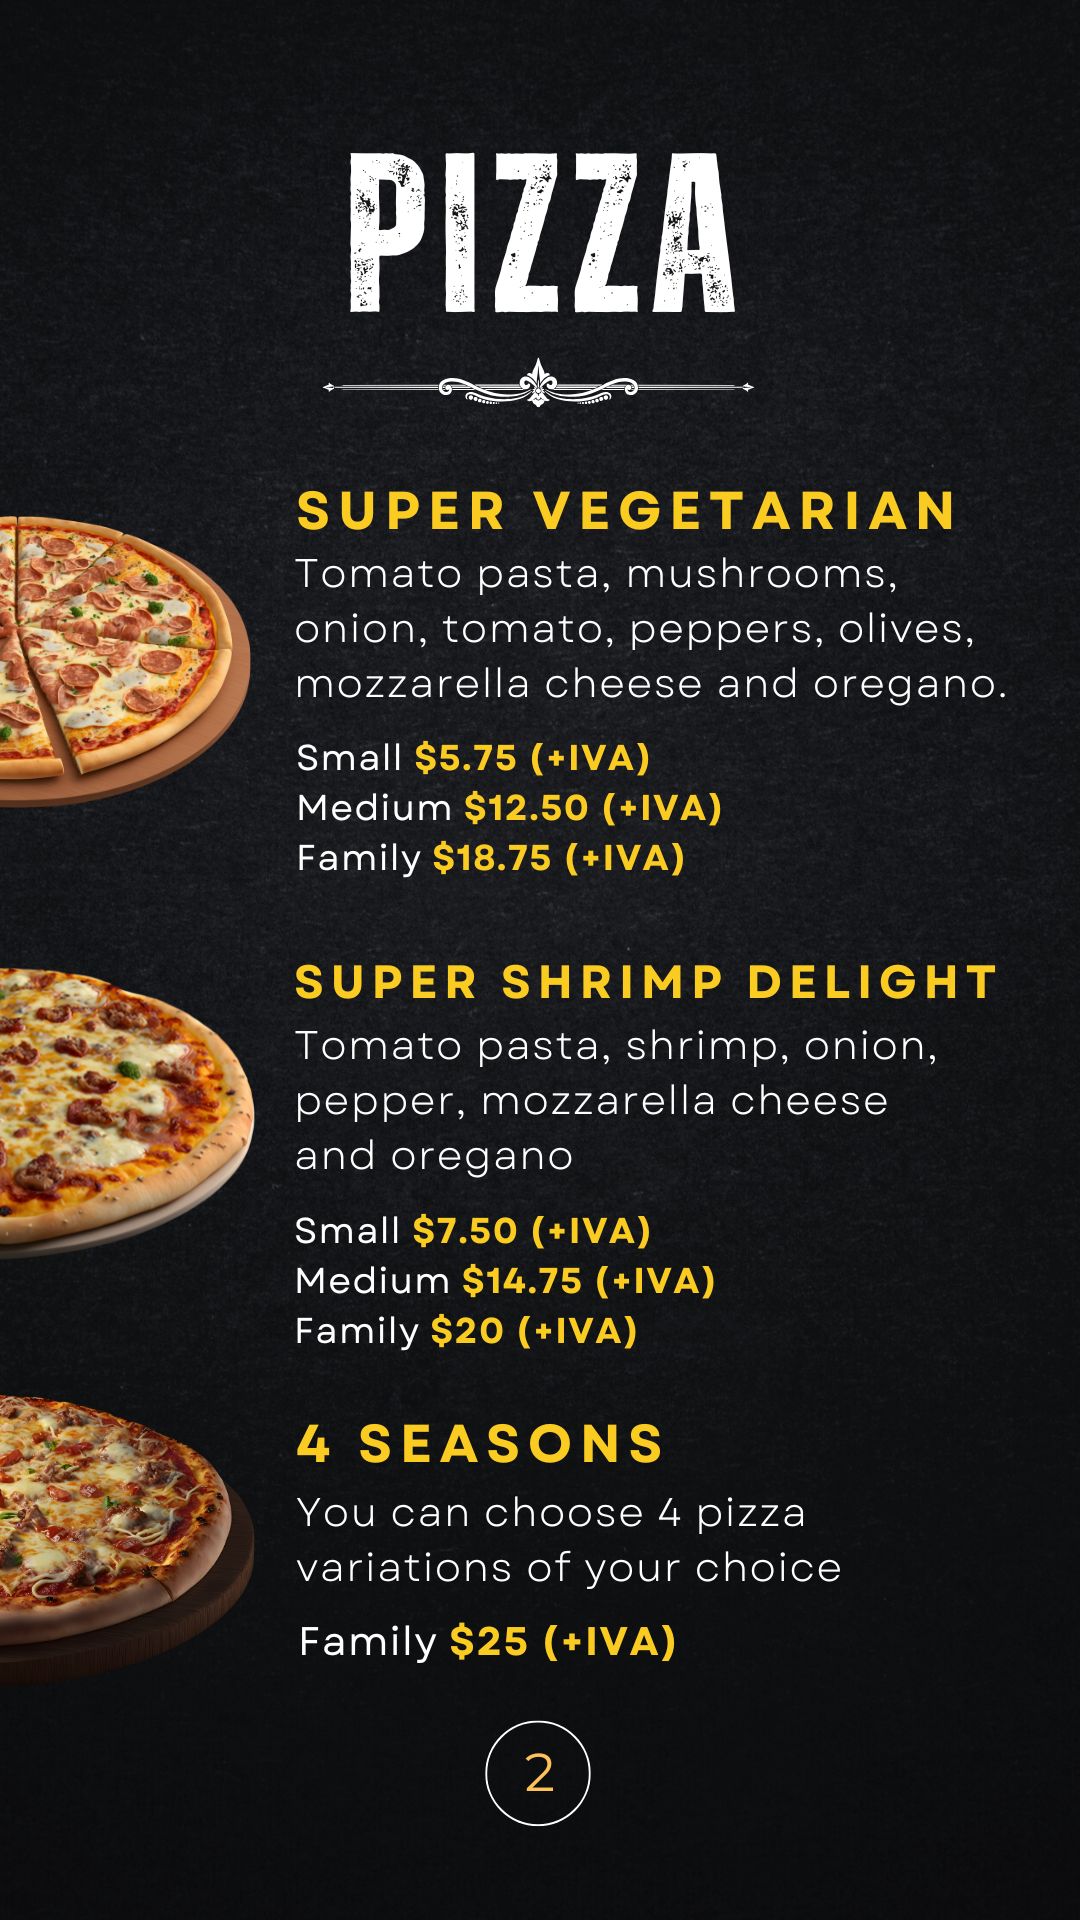 PIZZA
SUPER VEGETARIAN
Tomato pasta, mushrooms,
onion, tomato, peppers, olives,
mozzarella cheese and oregano.
Small $5.75 (+IVA)
Medium $12.50 (+IVA)
Family $18.75 (+IVA)
SUPER SHRIMP DELIGHT
Tomato pasta, shrimp, onion,
pepper, mozzarella cheese
and oregano
Small $7.50 (+IVA)
Medium $14.75 (+IVA)
Family $20 (+IVA)
4 SEASONS
You can choose 4 pizza
variations of your choice
Family $25 (+IVA)
2